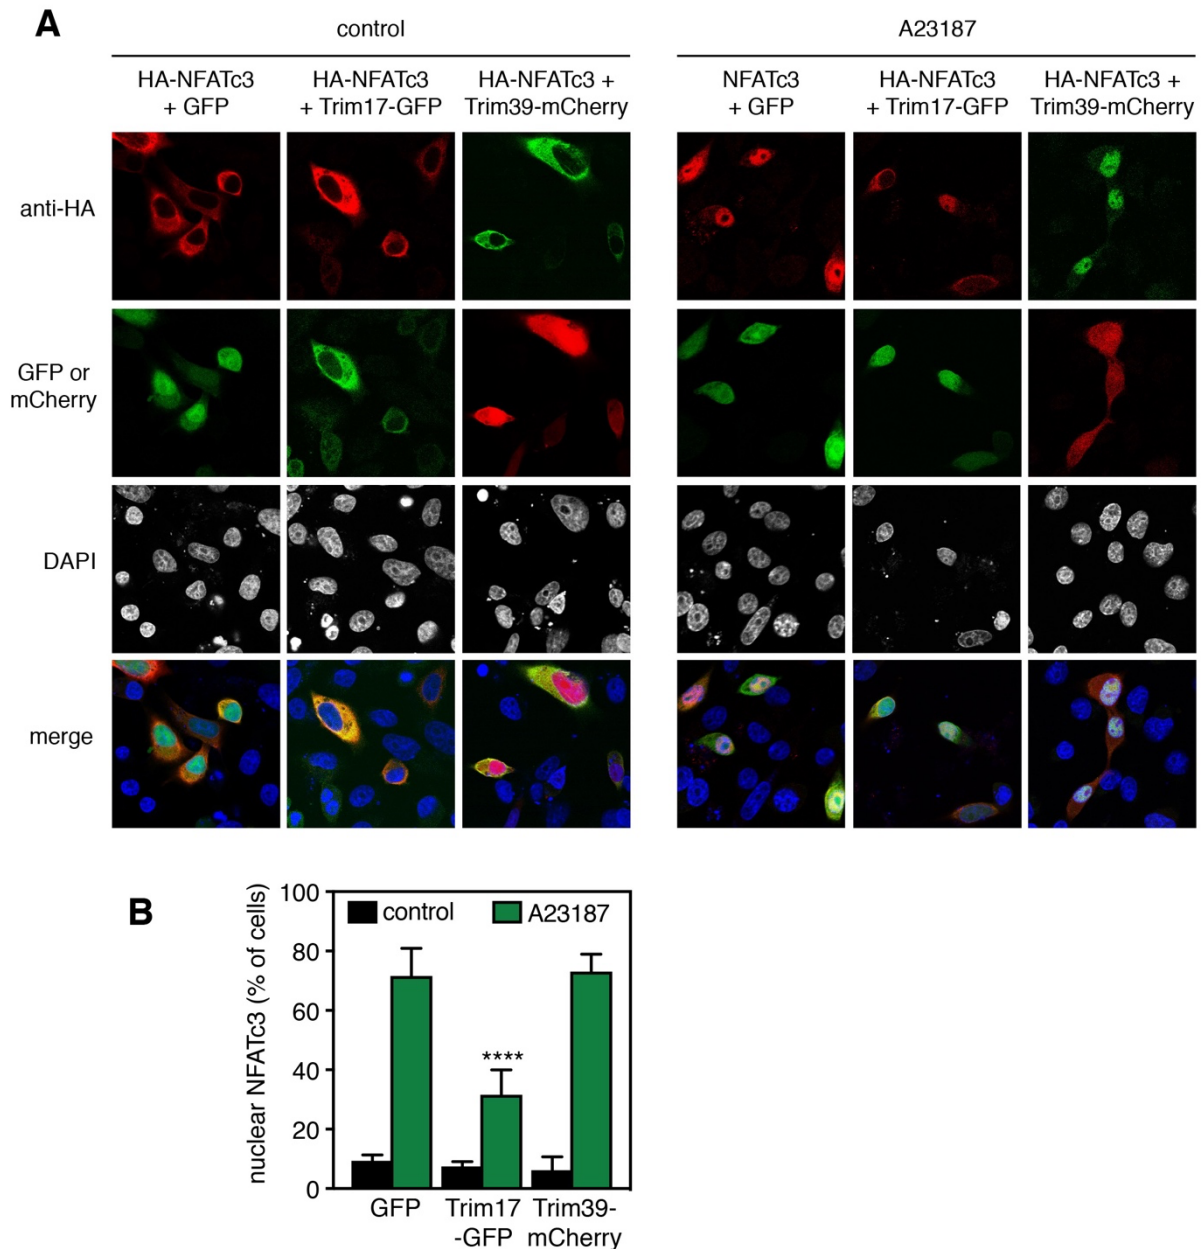 A
control
A23187
HA-NFATc3
+ GFP
HA-NFATc3
+ Trim17-GFP
HA-NFATc3 +
Trim39-mCherry
NFATc3
+ GFP
HA-NFATc3
+ Trim17-GFP
HA-NFATc3 +
Trim39-mCherry
anti-HA
GFP or
mCherry
DAPI
merge
B
nuclear NFATc3 (% of cells)
100
80
60
40
20
0
control
A23187
****
GFP
Trim17
-GFP
Trim39-
mCherry